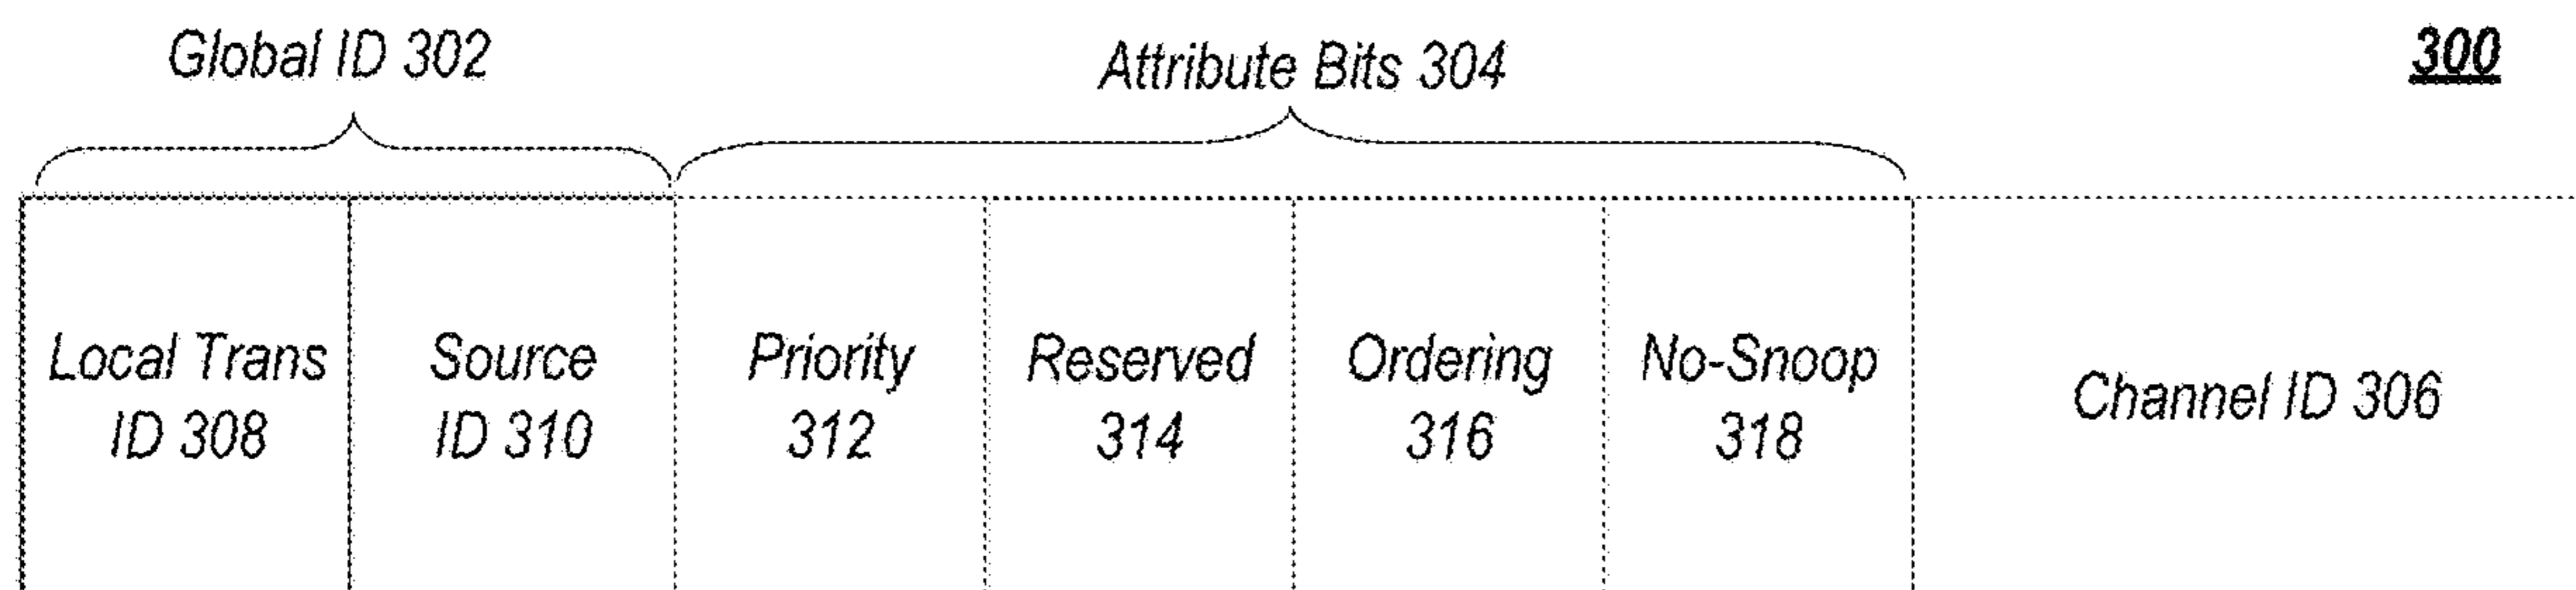 Global ID 302
Attribute Bits 304
300
Local Trans
ID 308
Source
ID 310
Priority
312
Reserved
314
Ordering
316
No-Snoop
318
Channel ID 306